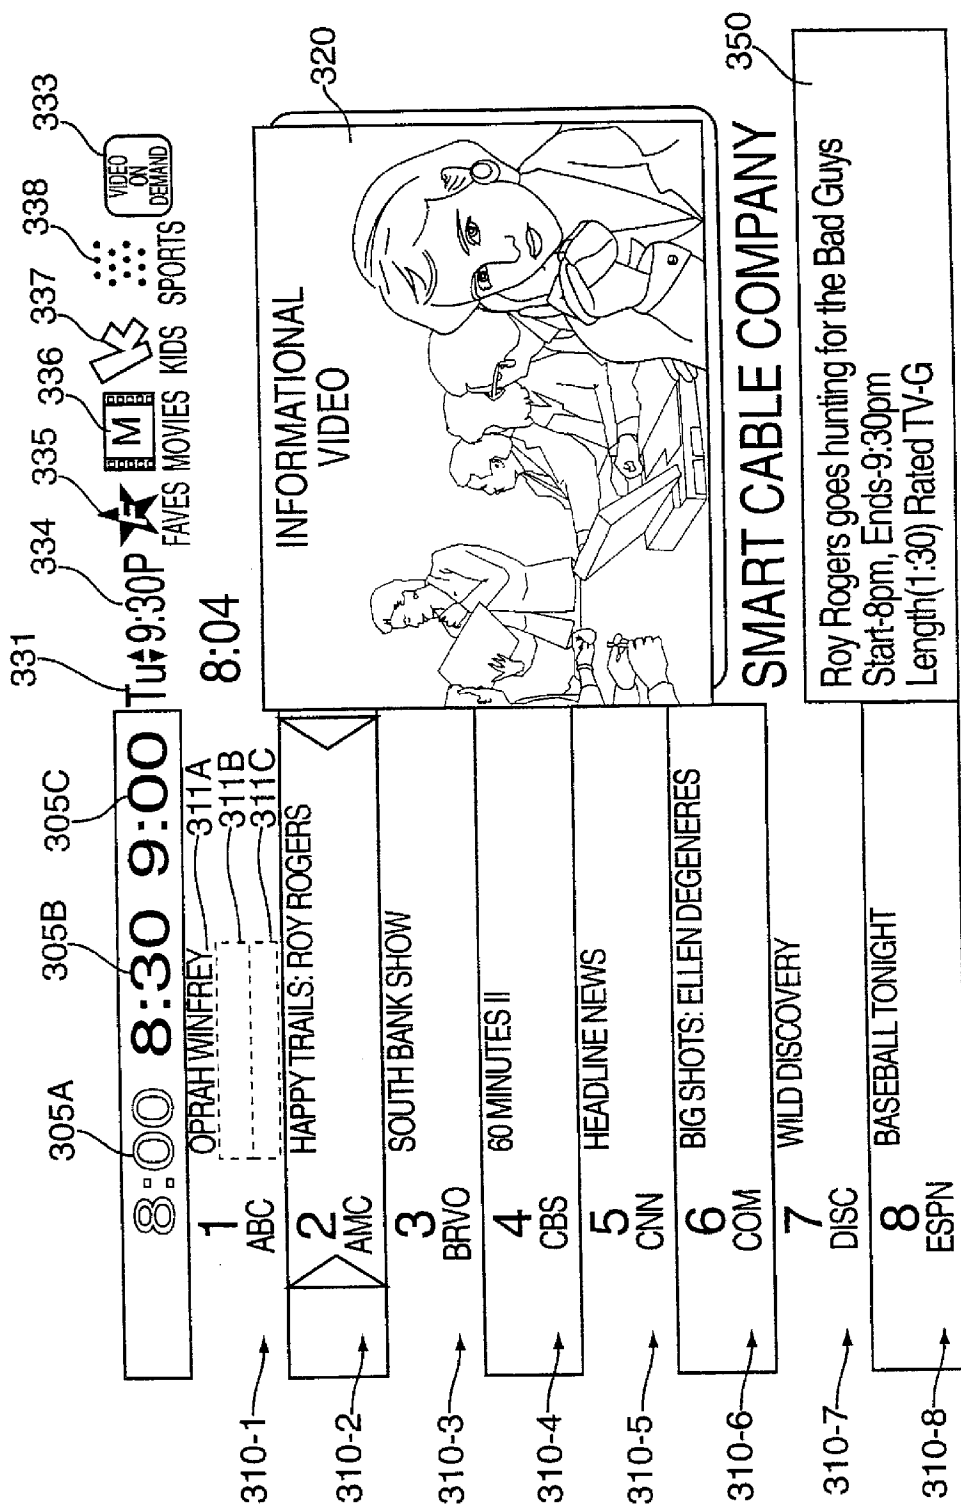 305A
305B
305C
331
334
335
336
337
338
333
8:00 8:30 9:00
Tu 9:30P
F
FAVES
M
MOVIES
KIDS
SPORTS
VIDEO
ON
DEMAND
8:04
310-1
1
ABC
OPRAH WINFREY
311A
311B
311C
310-2
2
AMC
HAPPY TRAILS: ROY ROGERS
310-3
3
BRVO
SOUTH BANK SHOW
310-4
4
CBS
60 MINUTES II
310-5
5
CNN
HEADLINE NEWS
310-6
6
COM
BIG SHOTS: ELLEN DEGENERES
310-7
7
DISC
WILD DISCOVERY
310-8
8
ESPN
BASEBALL TONIGHT
INFORMATIONAL
VIDEO
320
SMART CABLE COMPANY
350
Roy Rogers goes hunting for the Bad Guys
Start-8pm, Ends-9:30pm
Length(1:30) Rated TV-G